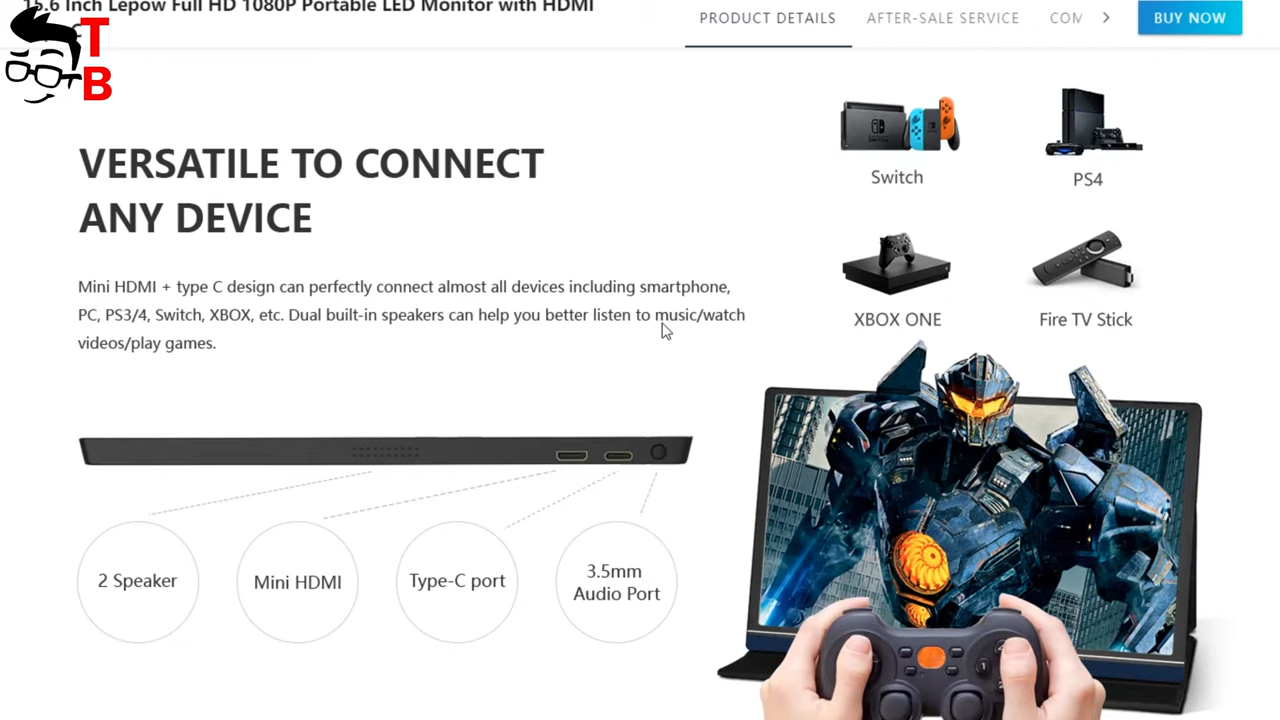 15.6 Inch Lepow Full HD 1080P Portable LED Monitor with HDMI
PRODUCT DETAILS
AFTER-SALE SERVICE
COM
BUY NOW
T
B
VERSATILE TO CONNECT
ANY DEVICE
Mini HDMI + type C design can perfectly connect almost all devices including smartphone,
PC, PS3/4, Switch, XBOX, etc. Dual built-in speakers can help you better listen to music/watch
videos/play games.
Switch
PS4
XBOX ONE
Fire TV Stick
2 Speaker
Mini HDMI
Type-C port
3.5mm
Audio Port